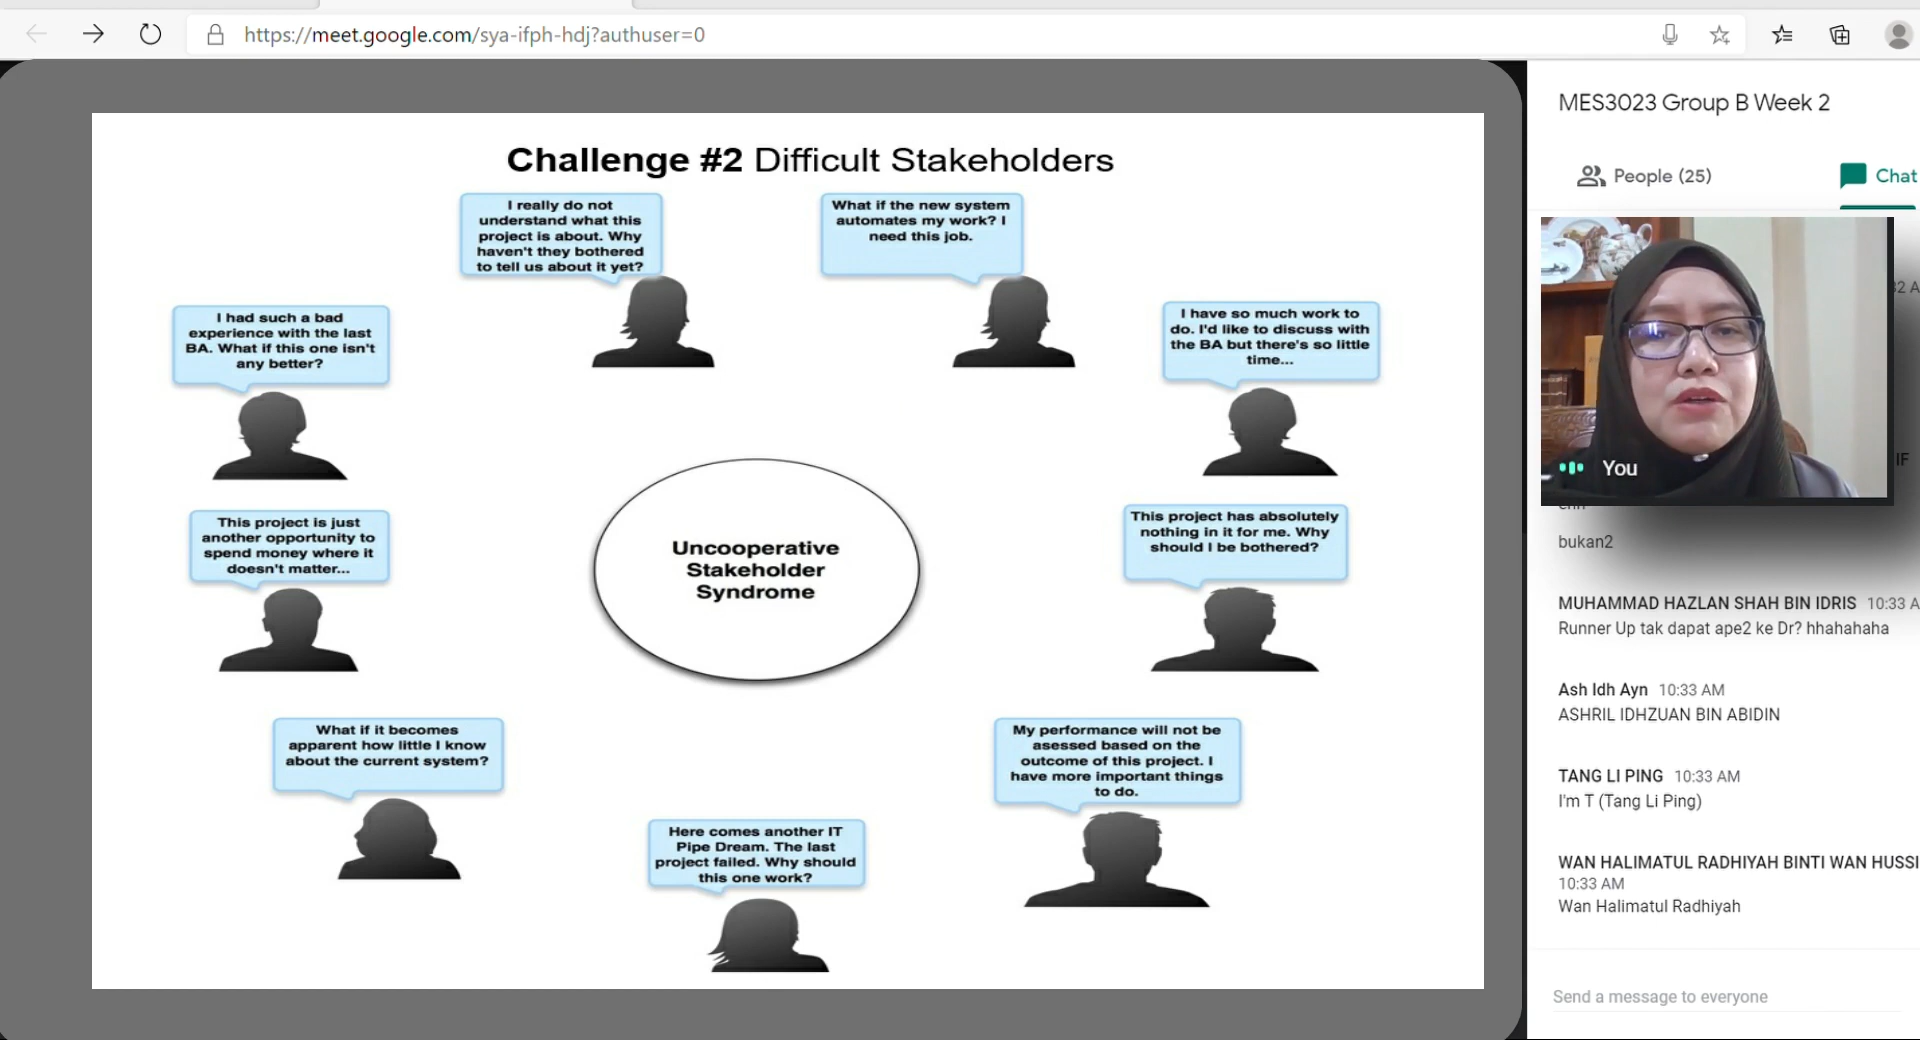 https://meet.google.com/sya-ifph-hdj?authuser=0
Challenge #2 Difficult Stakeholders
I really do not
understand what this
project is about. Why
haven't they bothered
to tell us about it yet?
What if the new system
automates my work? I
need this job.
I had such a bad
experience with the last
BA. What if this one isn't
any better?
I have so much work to
do. I'd like to discuss with
the BA but there's so little
time...
This project is just
another opportunity to
spend money where it
doesn't matter...
Uncooperative
Stakeholder
Syndrome
This project has absolutely
nothing in it for me. Why
should I be bothered?
What if it becomes
apparent how little I know
about the current system?
My performance will not be
asessed based on the
outcome of this project. I
have more important things
to do.
Here comes another IT
Pipe Dream. The last
project failed. Why should
this one work?
MES3023 Group B Week 2
People (25)
Chat
You
bukan2
MUHAMMAD HAZLAN SHAH BIN IDRIS 10:33 A
Runner Up tak dapat ape2 ke Dr? hhahahaha
Ash Idh Ayn 10:33 AM
ASHRIL IDHZUAN BIN ABIDIN
TANG LI PING 10:33 AM
I'm T (Tang Li Ping)
WAN HALIMATUL RADHIYAH BINTI WAN HUSSI
10:33 AM
Wan Halimatul Radhiyah
Send a message to everyone